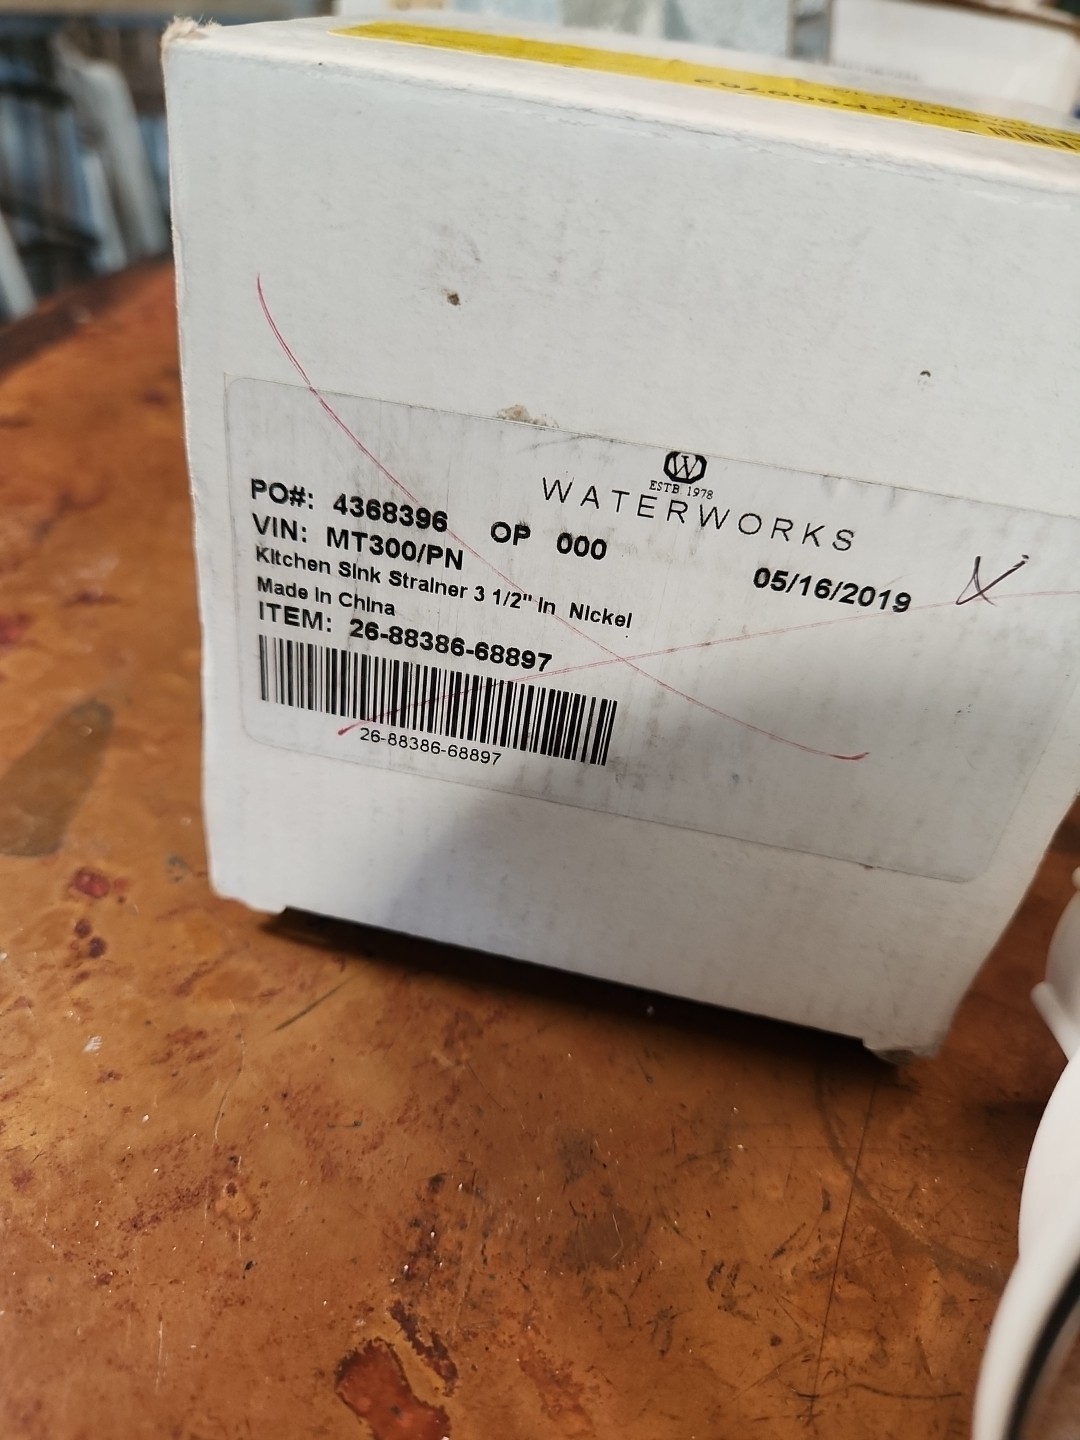 W
ESTB 1978
WATERWORKS
PO#: 4368396 OP 000
VIN: MT300/PN
05/16/2019
Kitchen Sink Strainer 3 1/2" in Nickel
Made in China
ITEM: 26-88386-68897
26-88386-68897